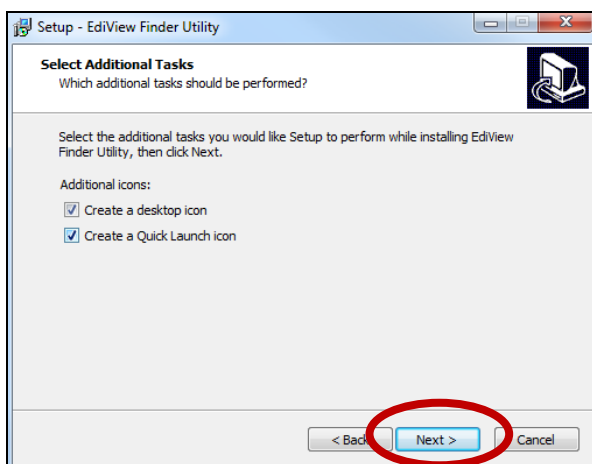 Setup - EdiView Finder Utility
Select Additional Tasks
Which additional tasks should be performed?
Select the additional tasks you would like Setup to perform while installing EdiView
Finder Utility, then click Next.
Additional icons:
Create a desktop icon
Create a Quick Launch icon
< Back
Next >
Cancel